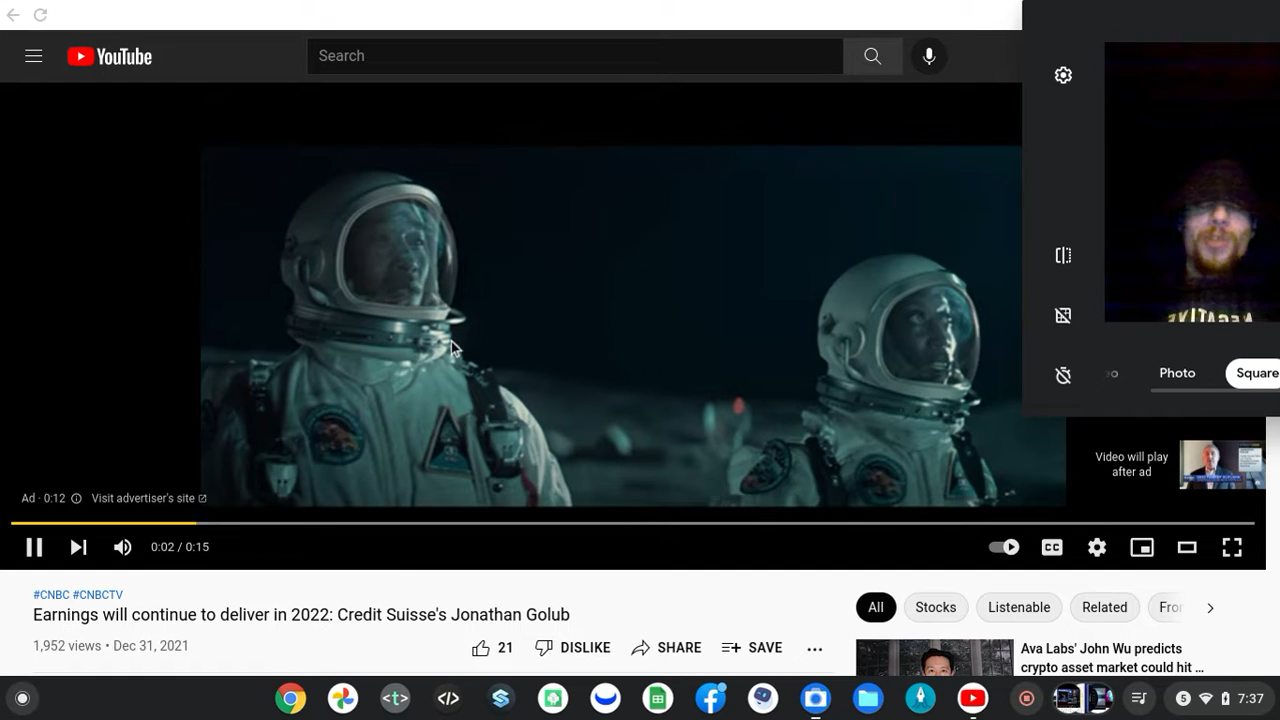 YouTube
Search
Photo
Square
Video will play
after ad
Ad · 0:12
Visit advertiser's site
0:02 / 0:15
CC
#CNBC #CNBCTV
Earnings will continue to deliver in 2022: Credit Suisse's Jonathan Golub
1,952 views • Dec 31, 2021
21
DISLIKE
SHARE
SAVE
All
Stocks
Listenable
Related
Ava Labs' John Wu predicts
crypto asset market could hit ...
<t>
</>
5
7:37